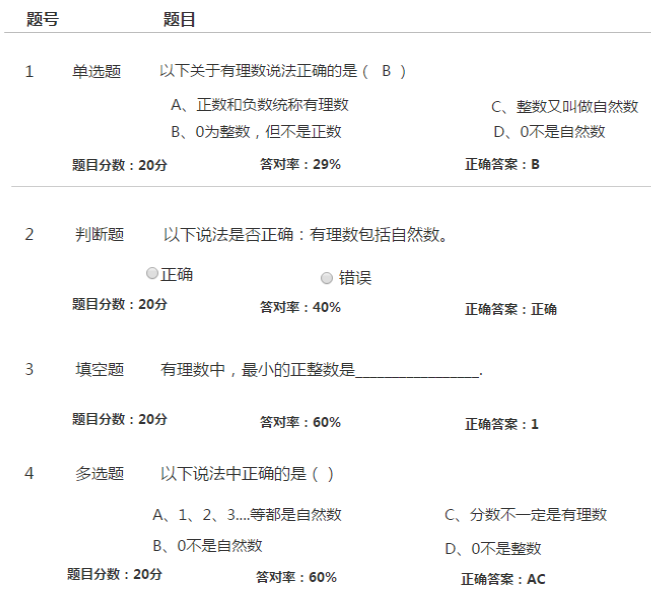 题号 题目
1 单选题 以下关于有理数说法正确的是（ B ）
A、正数和负数统称有理数 C、整数又叫做自然数
B、0为整数，但不是正数 D、0不是自然数
题目分数：20分 答对率：29% 正确答案：B
2 判断题 以下说法是否正确：有理数包括自然数。
正确 错误
题目分数：20分 答对率：40% 正确答案：正确
3 填空题 有理数中，最小的正整数是_________________.
题目分数：20分 答对率：60% 正确答案：1
4 多选题 以下说法中正确的是（ ）
A、1、2、3....等都是自然数 C、分数不一定是有理数
B、0不是自然数 D、0不是整数
题目分数：20分 答对率：60% 正确答案：AC